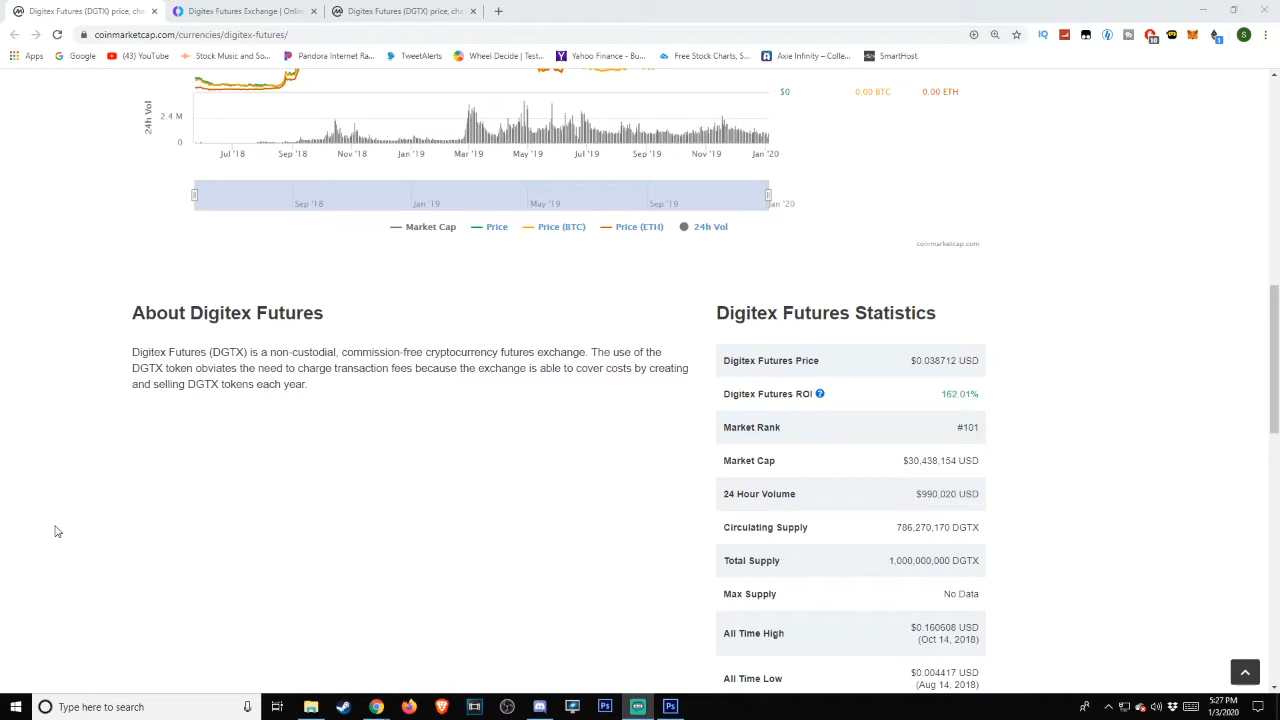 Digitex Futures (DGTX) price, cha
Digitex Futures Exchange | Onlin
Digitex Futures (DGTX) price, cha
coinmarketcap.com/currencies/digitex-futures/
10
1
S
Apps
Google
(43) YouTube
Stock Music and So...
Pandora Internet Ra...
TweetAlerts
Wheel Decide | Test...
Yahoo Finance - Bu...
Free Stock Charts, S...
Axie Infinity – Colle...
SmartHost
$0
0.00 BTC
0.00 ETH
24h Vol
2.4 M
0
Jul '18
Sep '18
Nov '18
Jan '19
Mar '19
May '19
Jul '19
Sep '19
Nov '19
Jan '20
Sep '18
Jan '19
May '19
Sep '19
Jan '20
Market Cap
Price
Price (BTC)
Price (ETH)
24h Vol
coinmarketcap.com
About Digitex Futures
Digitex Futures (DGTX) is a non-custodial, commission-free cryptocurrency futures exchange. The use of the
DGTX token obviates the need to charge transaction fees because the exchange is able to cover costs by creating
and selling DGTX tokens each year.
Digitex Futures Statistics
Digitex Futures Price $0.038712 USD
Digitex Futures ROI 162.01%
Market Rank #101
Market Cap $30,438,154 USD
24 Hour Volume $990,020 USD
Circulating Supply 786,270,170 DGTX
Total Supply 1,000,000,000 DGTX
Max Supply No Data
All Time High $0.160608 USD
(Oct 14, 2018)
All Time Low $0.004417 USD
(Aug 14, 2018)
Type here to search
5:27 PM
1/3/2020